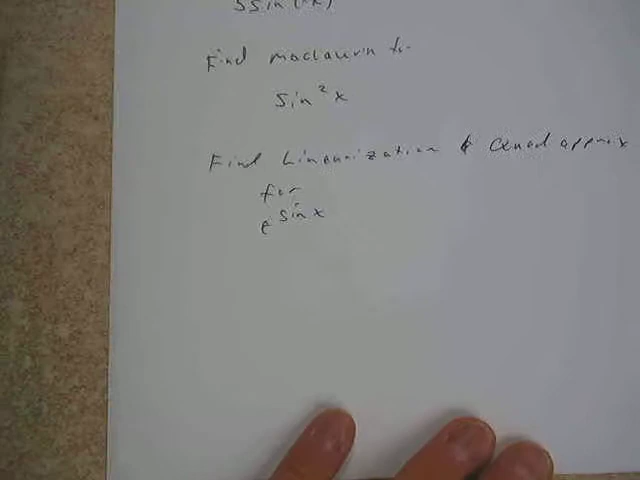 Find maclaurin for
sin²x
Find Linearization & Quad approx
for
e^sin x